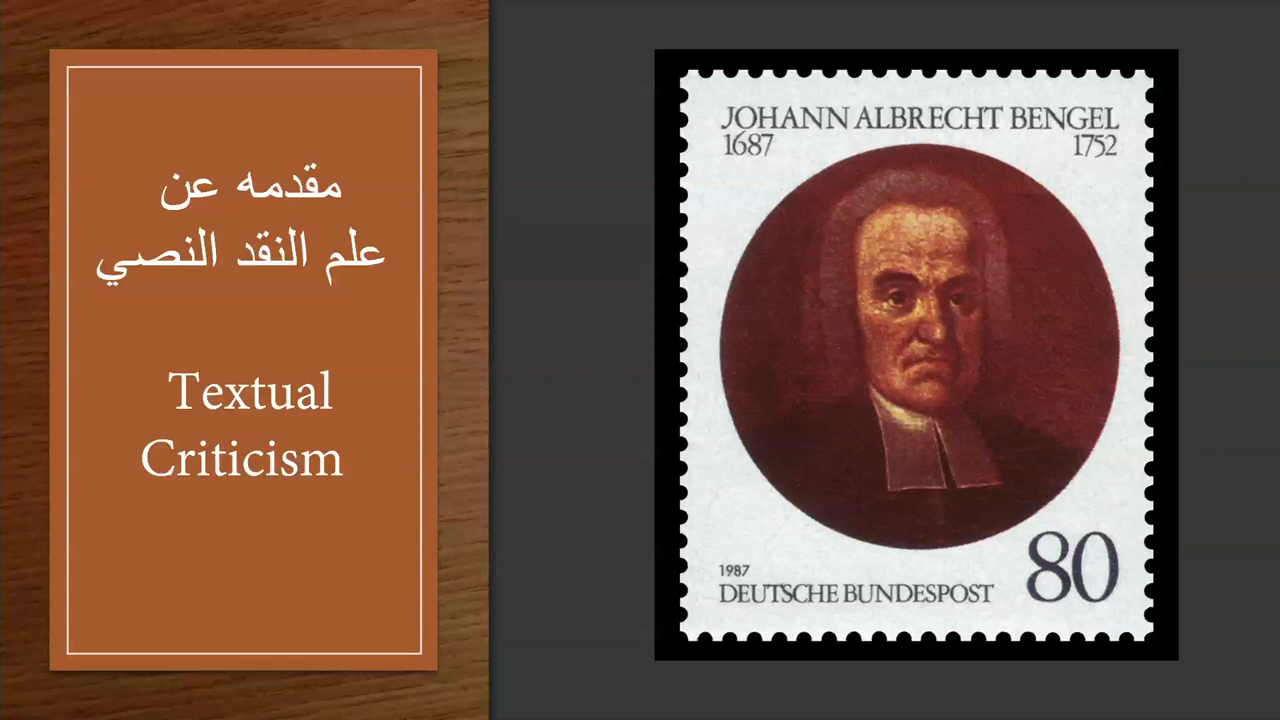 مقدمه عن
علم النقد النصي
Textual
Criticism
JOHANN ALBRECHT BENGEL
1687 1752
1987
80
DEUTSCHE BUNDESPOST